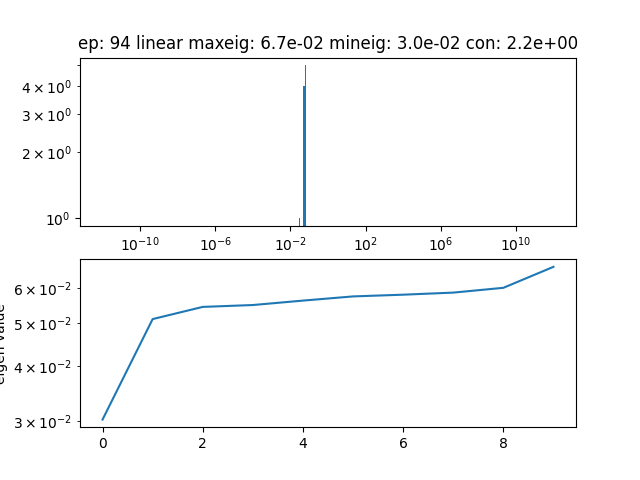 ep: 94 linear maxeig: 6.7e-02 mineig: 3.0e-02 con: 2.2e+00
4 × 10⁰
3 × 10⁰
2 × 10⁰
10⁰
10⁻¹⁰ 10⁻⁶ 10⁻² 10² 10⁶ 10¹⁰
6 × 10⁻²
5 × 10⁻²
4 × 10⁻²
3 × 10⁻²
eigen value
0 2 4 6 8